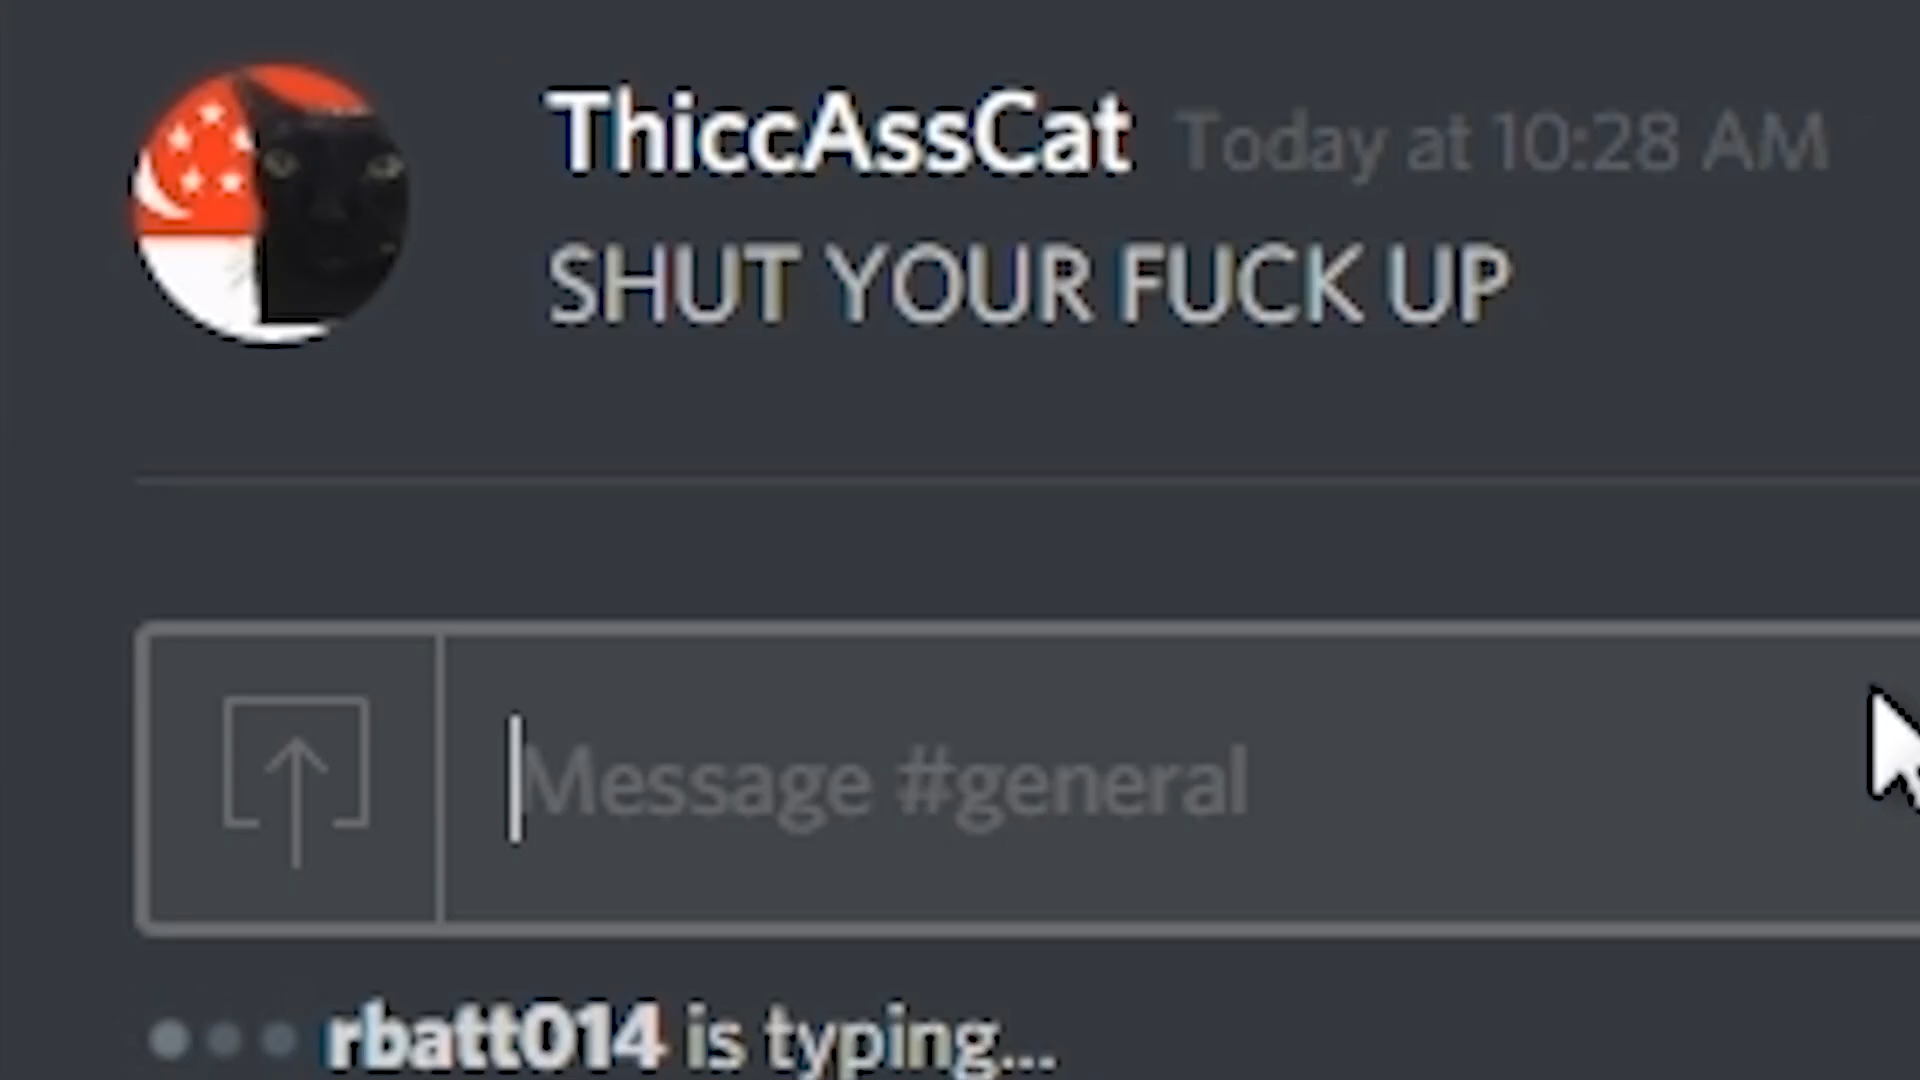 ThiccAssCat Today at 10:28 AM
SHUT YOUR FUCK UP
Message #general
rbatt014 is typing...